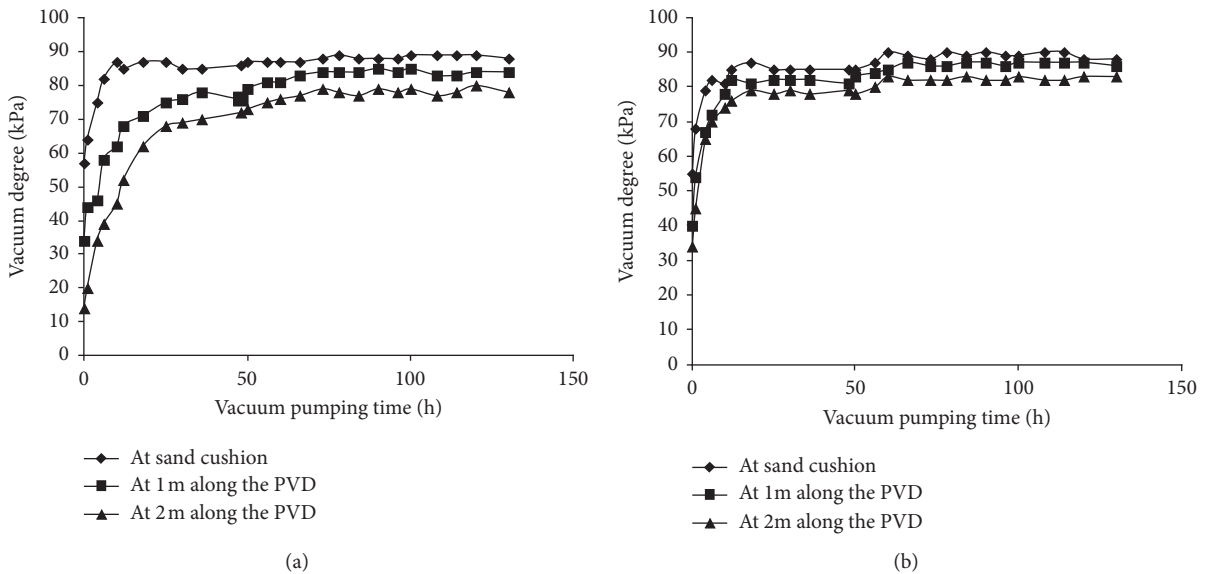 100
90
80
70
60
50
40
30
20
10
0
Vacuum degree (kPa)
0 50 100 150
Vacuum pumping time (h)
At sand cushion
At 1 m along the PVD
At 2 m along the PVD
(a)
100
90
80
70
60
50
40
30
20
10
0
Vacuum degree (kPa)
0 50 100 150
Vacuum pumping time (h)
At sand cushion
At 1m along the PVD
At 2m along the PVD
(b)